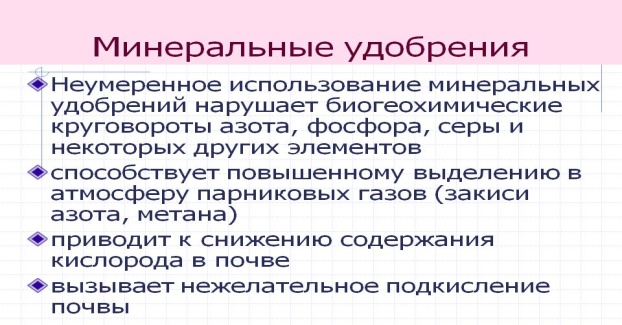 Минеральные удобрения
Неумеренное использование минеральных
удобрений нарушает биогеохимические
круговороты азота, фосфора, серы и
некоторых других элементов
способствует повышенному выделению в
атмосферу парниковых газов (закиси
азота, метана)
приводит к снижению содержания
кислорода в почве
вызывает нежелательное подкисление
почвы